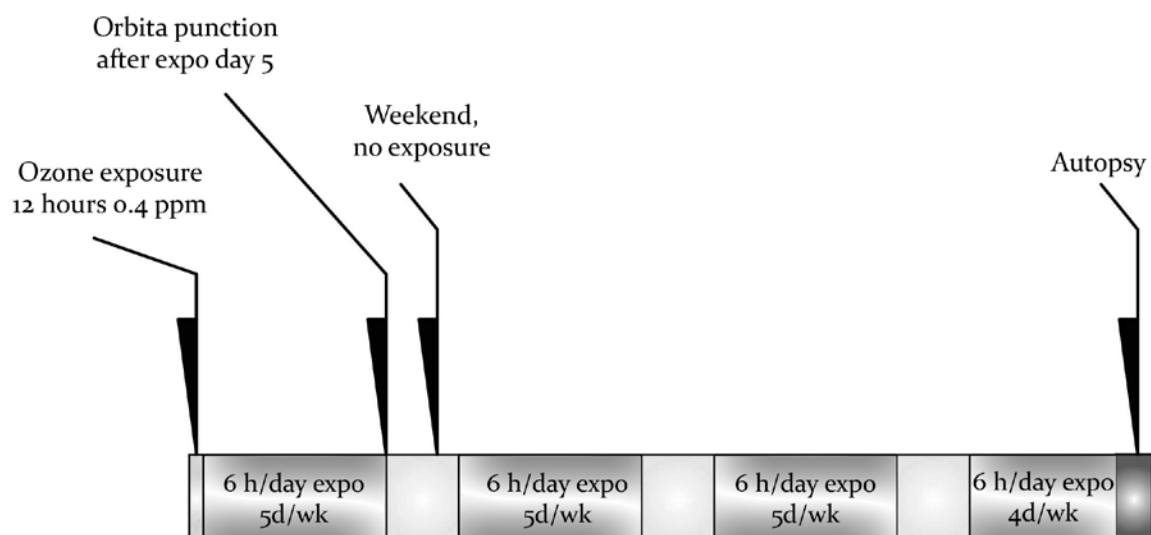 Orbita punction
after expo day 5
Weekend,
no exposure
Ozone exposure
12 hours 0.4 ppm
Autopsy
6 h/day expo
5d/wk
6 h/day expo
5d/wk
6 h/day expo
5d/wk
6 h/day expo
4d/wk